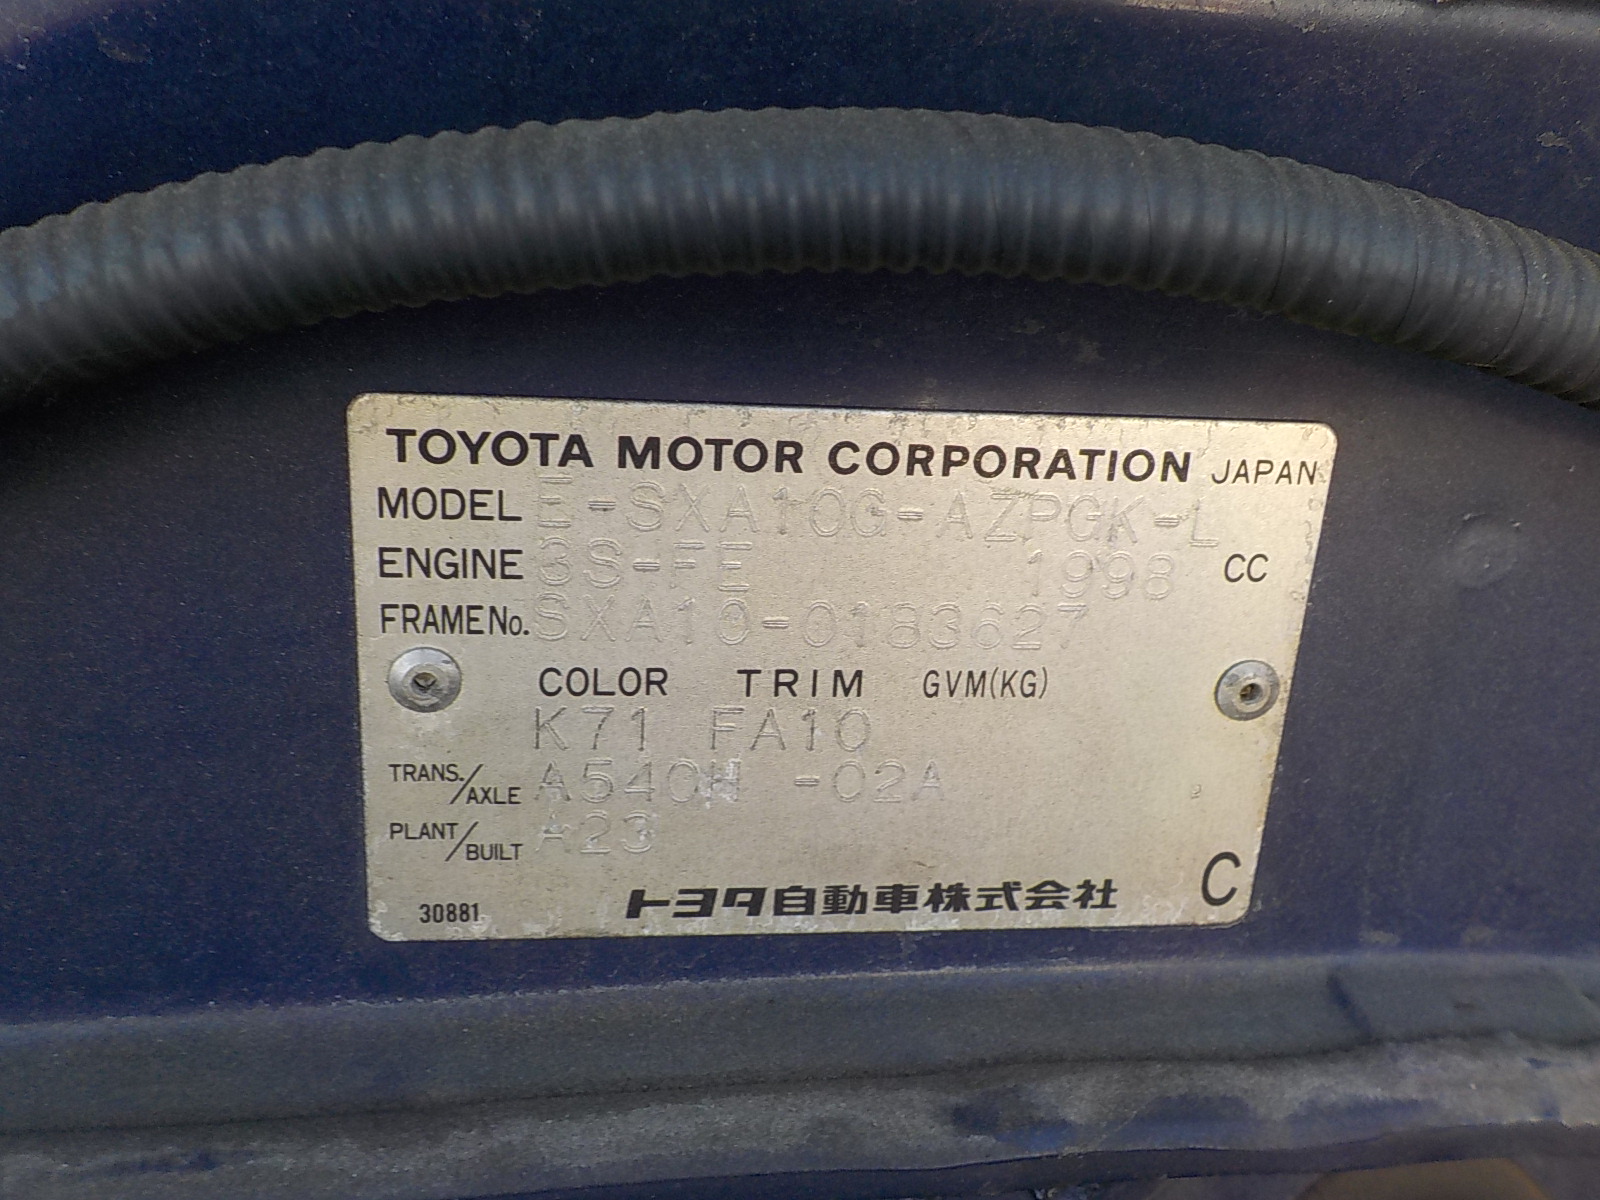 TOYOTA MOTOR CORPORATION JAPAN
MODEL E-SXA10G-AZPGK-L
ENGINE 3S-FE 1998 CC
FRAME No. SXA10-0183627
COLOR TRIM GVM(KG)
K71 FA10
TRANS./AXLE A540H -02A
PLANT/BUILT A23
トヨタ自動車株式会社 C
30881